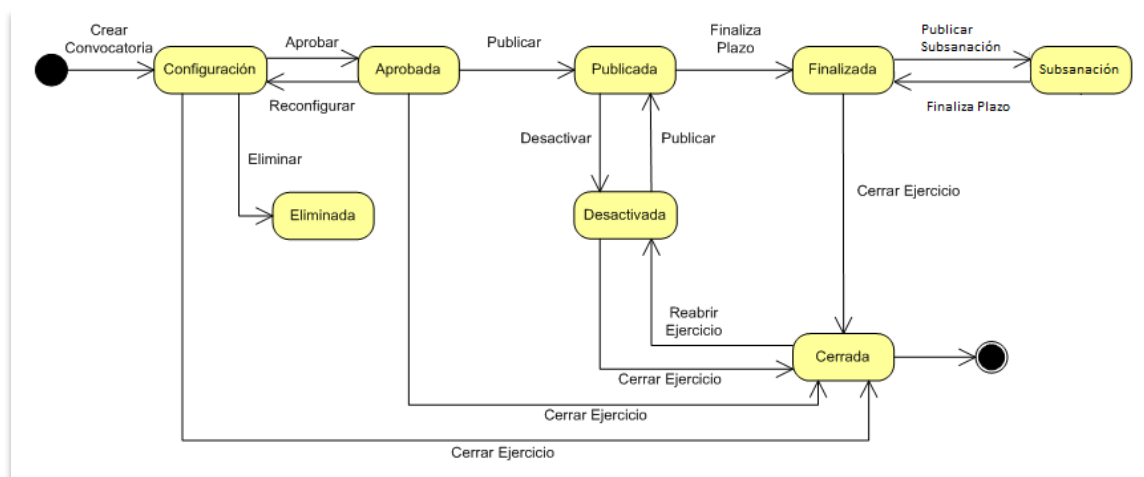 Crear
Convocatoria
Configuración
Aprobar
Aprobada
Reconfigurar
Publicar
Publicada
Finaliza
Plazo
Finalizada
Publicar
Subsanación
Subsanación
Finaliza Plazo
Eliminar
Eliminada
Desactivar
Publicar
Desactivada
Cerrar Ejercicio
Reabrir
Ejercicio
Cerrada
Cerrar Ejercicio
Cerrar Ejercicio
Cerrar Ejercicio